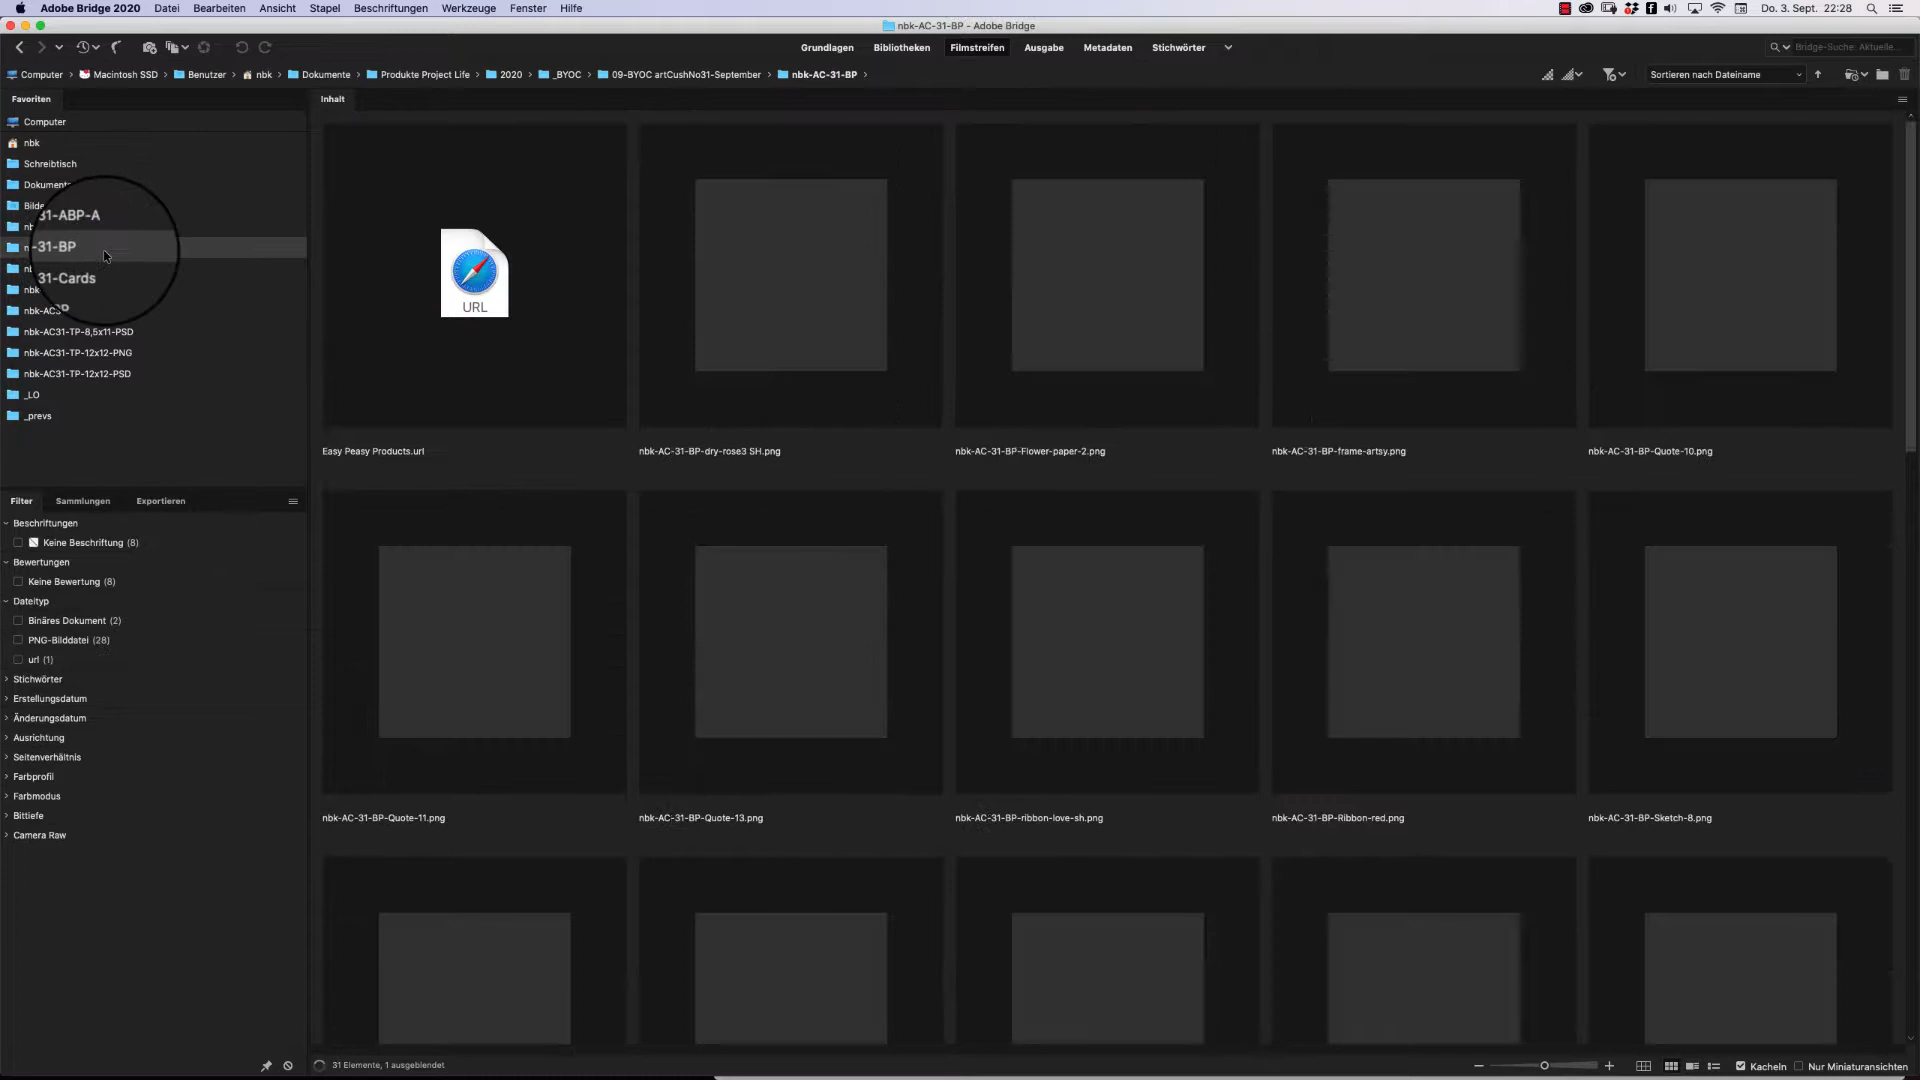 Adobe Bridge 2020 Datei Bearbeiten Ansicht Stapel Beschriftungen Werkzeuge Fenster Hilfe Do. 3. Sept. 22:28
nbk-AC-31-BP - Adobe Bridge
Grundlagen Bibliotheken Filmstreifen Ausgabe Metadaten Stichwörter Bridge-Suche: Aktuelle...
Computer Macintosh SSD Benutzer nbk Dokumente Produkte Project Life 2020 _BYOC 09-BYOC artCushNo31-September nbk-AC-31-BP Sortieren nach Dateiname
Favoriten
Inhalt
Computer
nbk
Schreibtisch
Dokumente
31-ABP-A
-31-BP
31-Cards
nbk-AC31-TP-8,5x11-PSD
nbk-AC31-TP-12x12-PNG
nbk-AC31-TP-12x12-PSD
_LO
_prevs
URL
Easy Peasy Products.url nbk-AC-31-BP-dry-rose3 SH.png nbk-AC-31-BP-Flower-paper-2.png nbk-AC-31-BP-frame-artsy.png nbk-AC-31-BP-Quote-10.png
Filter Sammlungen Exportieren
Beschriftungen
Keine Beschriftung (8)
Bewertungen
Keine Bewertung (8)
Dateityp
Binäres Dokument (2)
PNG-Bilddatei (28)
url (1)
Stichwörter
Erstellungsdatum
Änderungsdatum
Ausrichtung
Seitenverhältnis
Farbprofil
Farbmodus
Bittiefe
Camera Raw
nbk-AC-31-BP-Quote-11.png nbk-AC-31-BP-Quote-13.png nbk-AC-31-BP-ribbon-love-sh.png nbk-AC-31-BP-Ribbon-red.png nbk-AC-31-BP-Sketch-8.png
31 Elemente, 1 ausgeblendet
Kacheln Nur Miniaturansichten